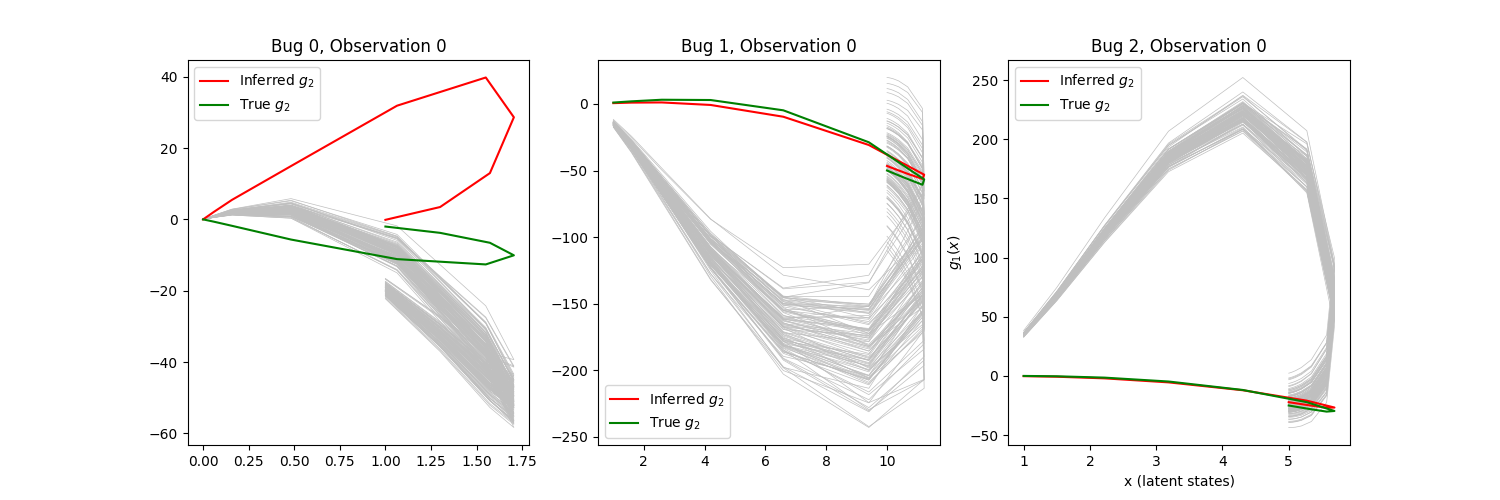 Bug 0, Observation 0
Inferred g₂
True g₂
40
20
0
−20
−40
−60
0.00 0.25 0.50 0.75 1.00 1.25 1.50 1.75
Bug 1, Observation 0
0
−50
−100
−150
−200
−250
Inferred g₂
True g₂
2 4 6 8 10
Bug 2, Observation 0
Inferred g₂
True g₂
g₁(x)
250
200
150
100
50
0
−50
1 2 3 4 5
x (latent states)